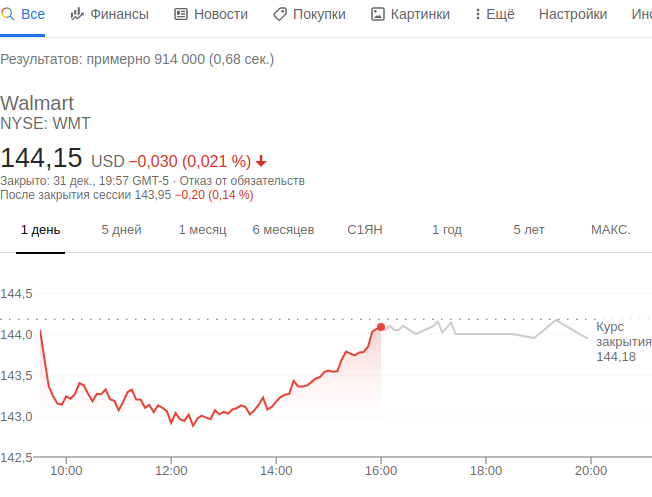 Все Финансы Новости Покупки Картинки Ещё Настройки Инс
Результатов: примерно 914 000 (0,68 сек.)
Walmart
NYSE: WMT
144,15 USD −0,030 (0,021 %)
Закрыто: 31 дек., 19:57 GMT-5 · Отказ от обязательств
После закрытия сессии 143,95 −0,20 (0,14 %)
1 день 5 дней 1 месяц 6 месяцев С1ЯН 1 год 5 лет МАКС.
144,5
144,0
143,5
143,0
142,5
Курс
закрытия
144,18
10:00 12:00 14:00 16:00 18:00 20:00